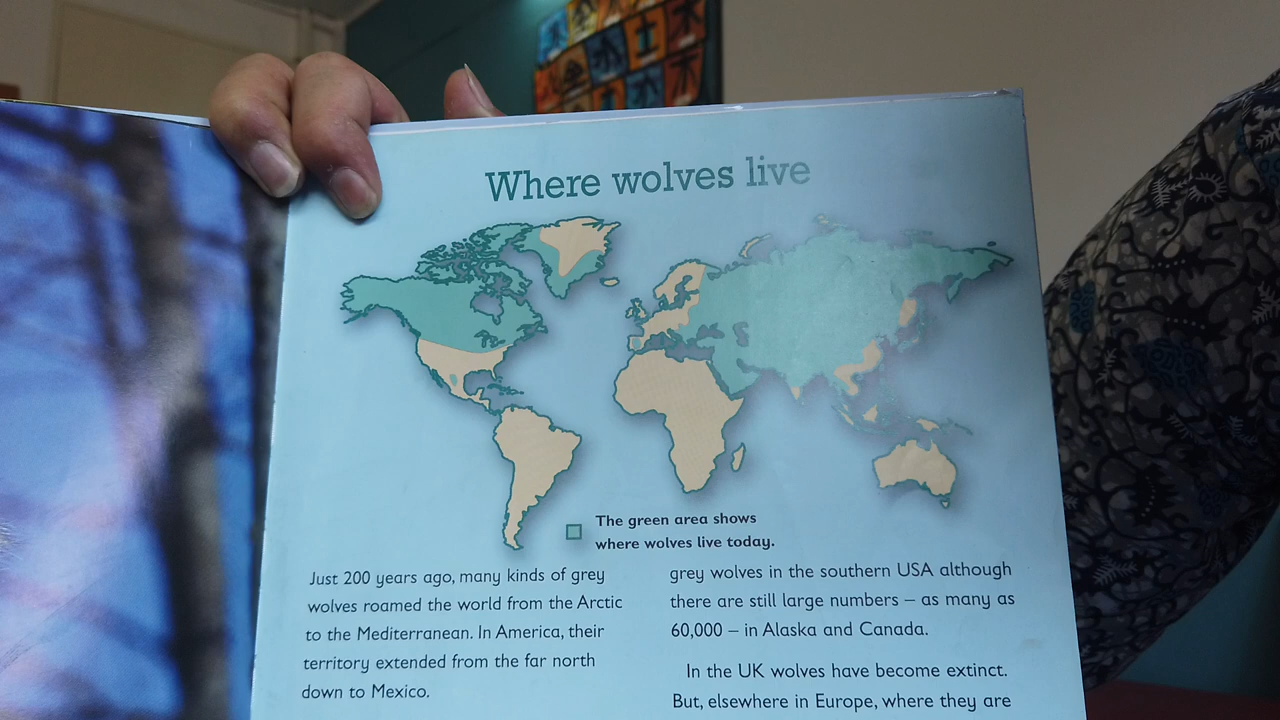 Where wolves live
The green area shows
where wolves live today.
Just 200 years ago, many kinds of grey
wolves roamed the world from the Arctic
to the Mediterranean. In America, their
territory extended from the far north
down to Mexico.
grey wolves in the southern USA although
there are still large numbers – as many as
60,000 – in Alaska and Canada.
In the UK wolves have become extinct.
But, elsewhere in Europe, where they are